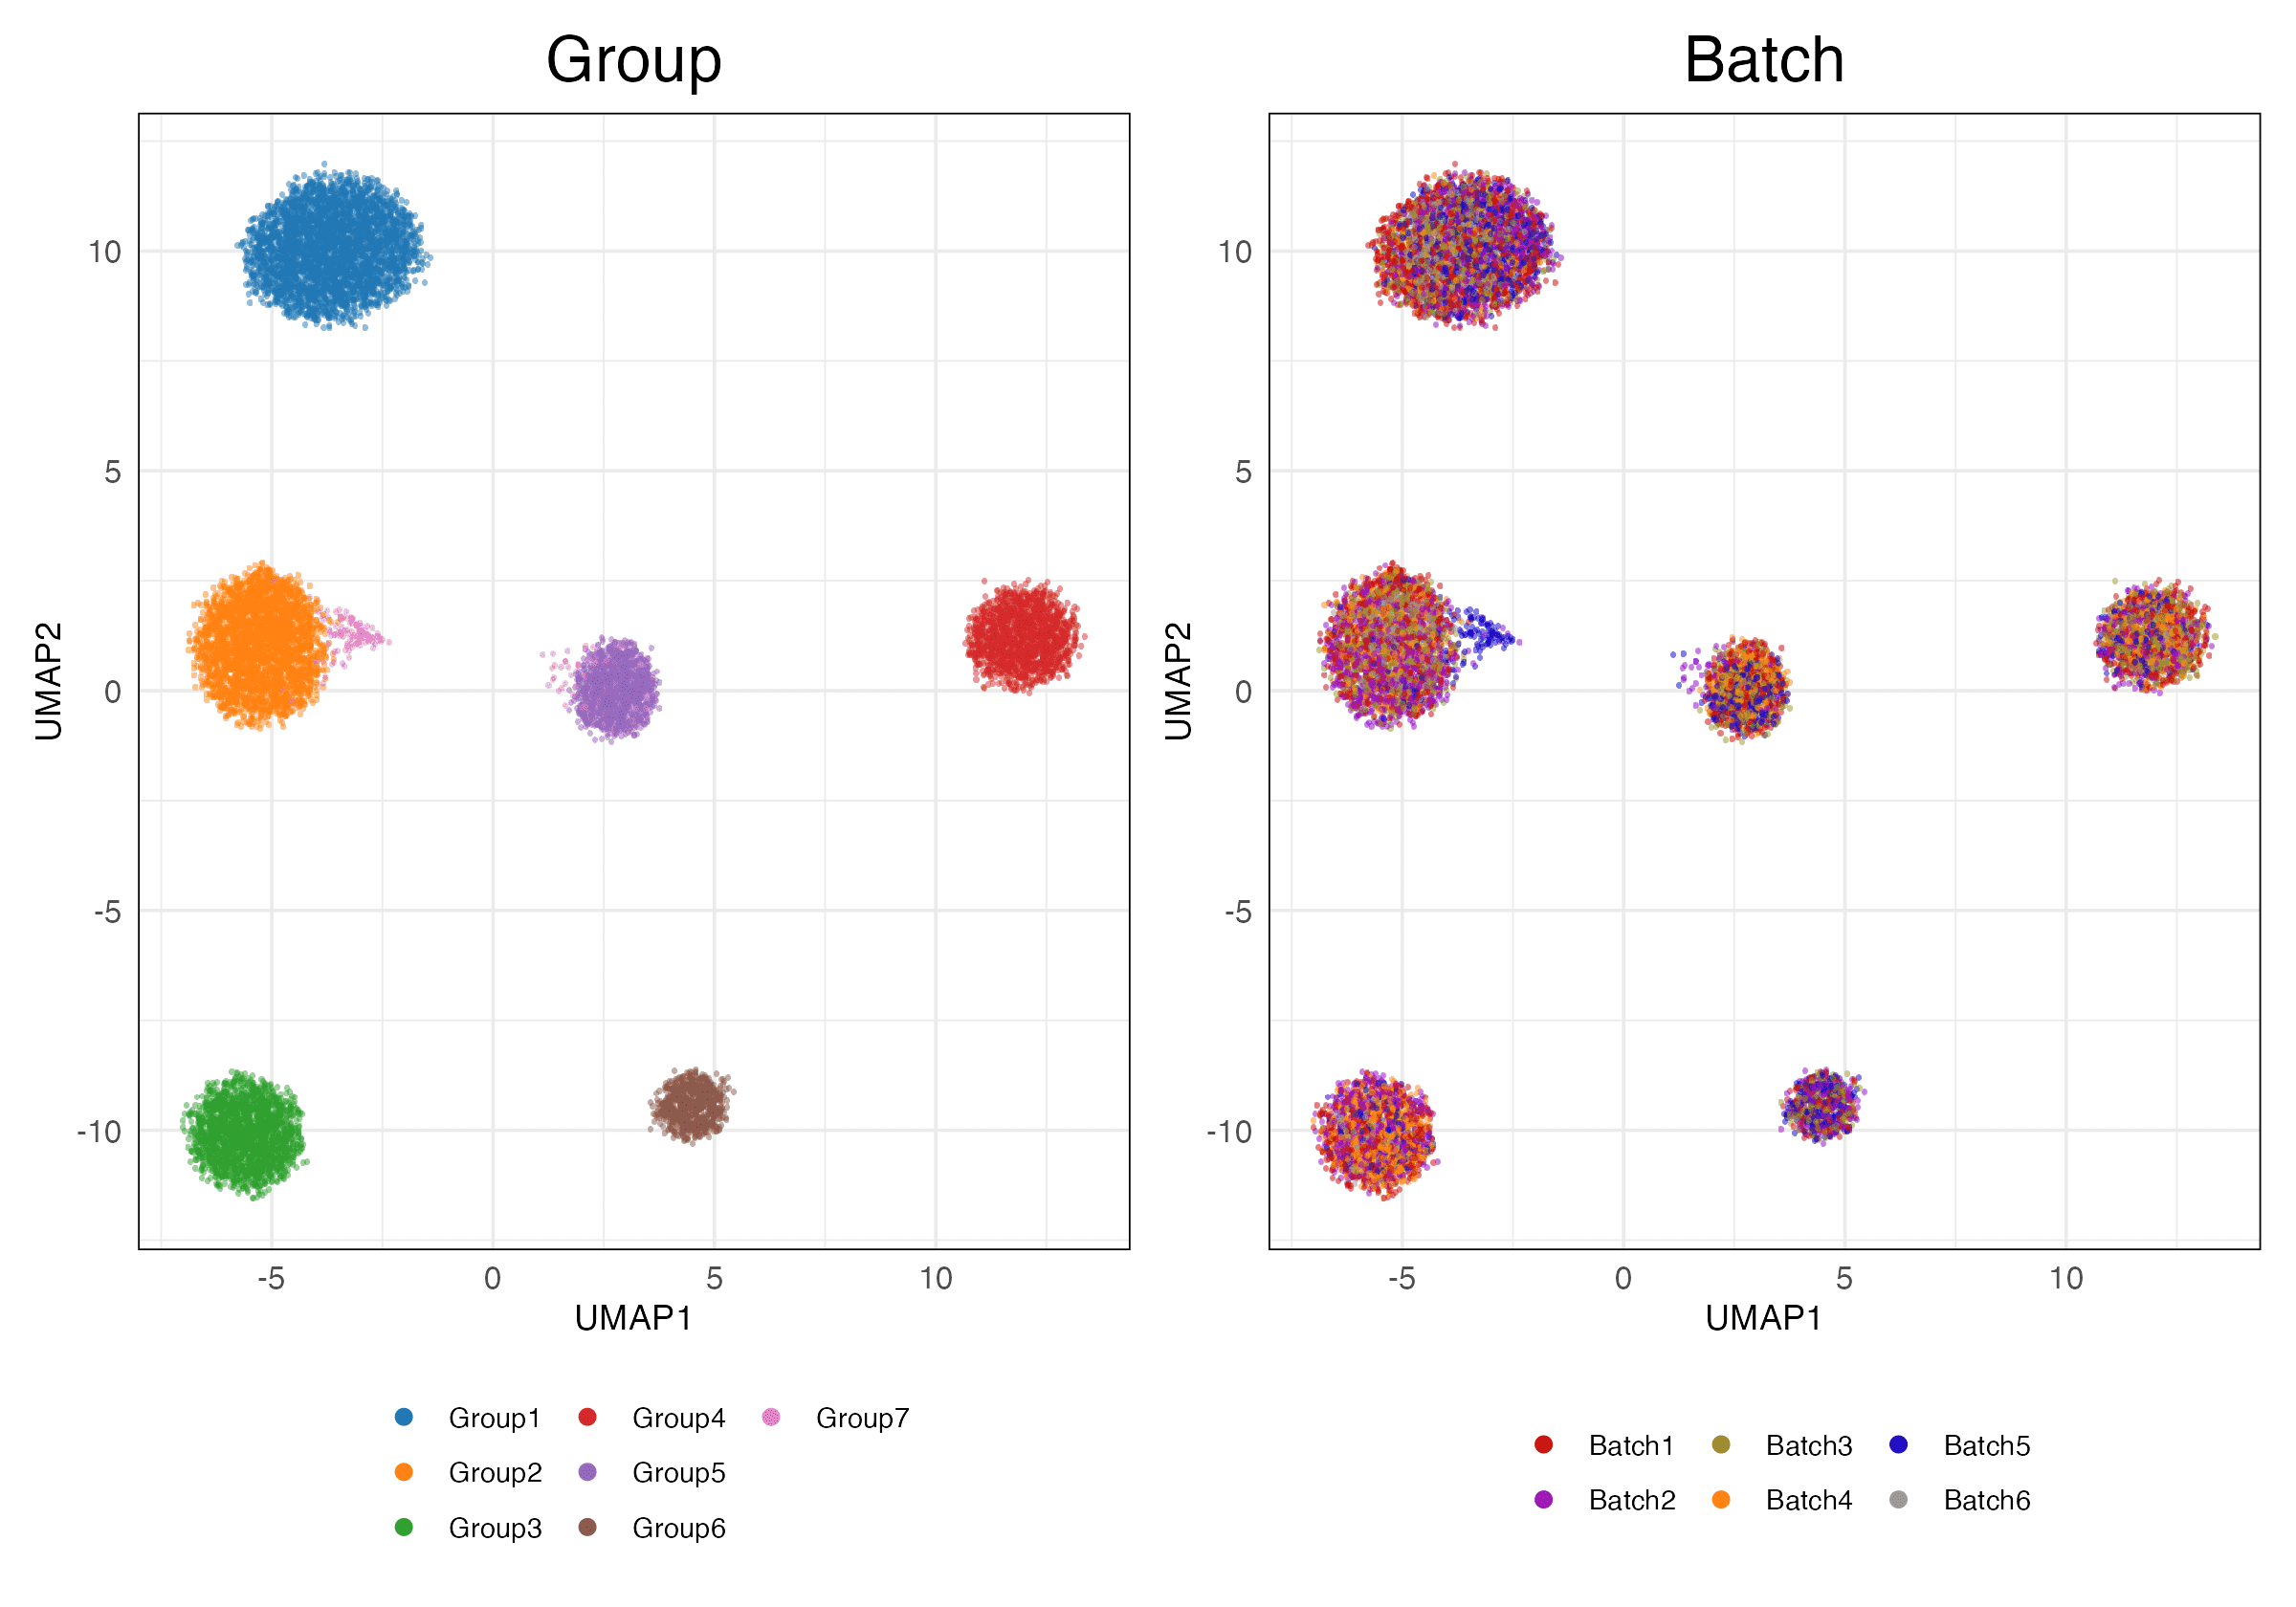 Group
Batch
10
5
0
-5
-10
UMAP2
-5 0 5 10
UMAP1
10
5
0
-5
-10
UMAP2
-5 0 5 10
UMAP1
Group1 Group4 Group7
Group2 Group5
Group3 Group6
Batch1 Batch3 Batch5
Batch2 Batch4 Batch6